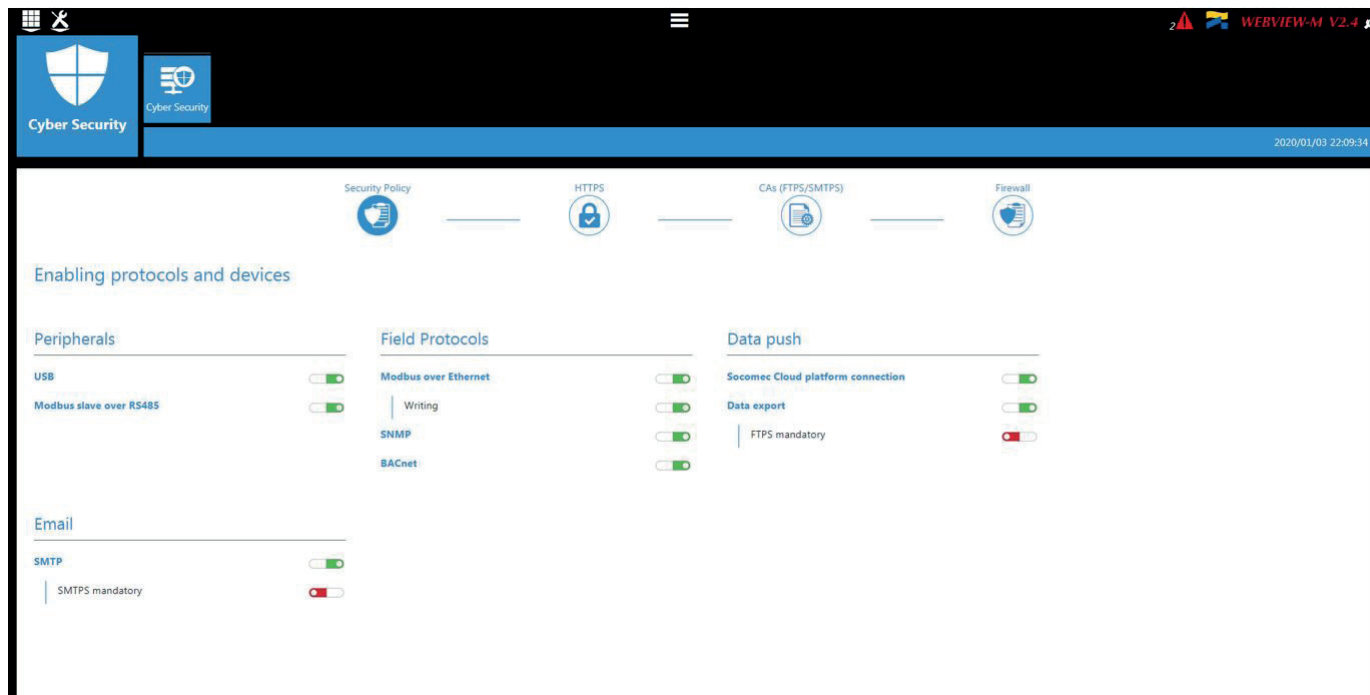 2
WEBVIEW-M V2.4
Cyber Security
Cyber Security
2020/01/03 22:09:34
Security Policy
HTTPS
CAs (FTPS/SMTPS)
Firewall
Enabling protocols and devices
Peripherals
USB
Modbus slave over RS485
Field Protocols
Modbus over Ethernet
Writing
SNMP
BACnet
Data push
Socomec Cloud platform connection
Data export
FTPS mandatory
Email
SMTP
SMTPS mandatory